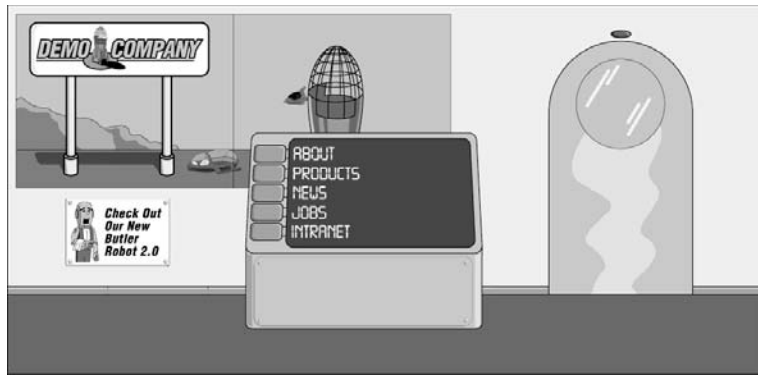 DEMO COMPANY
ABOUT
PRODUCTS
NEWS
JOBS
INTRANET
Check Out
Our New
Butler
Robot 2.0